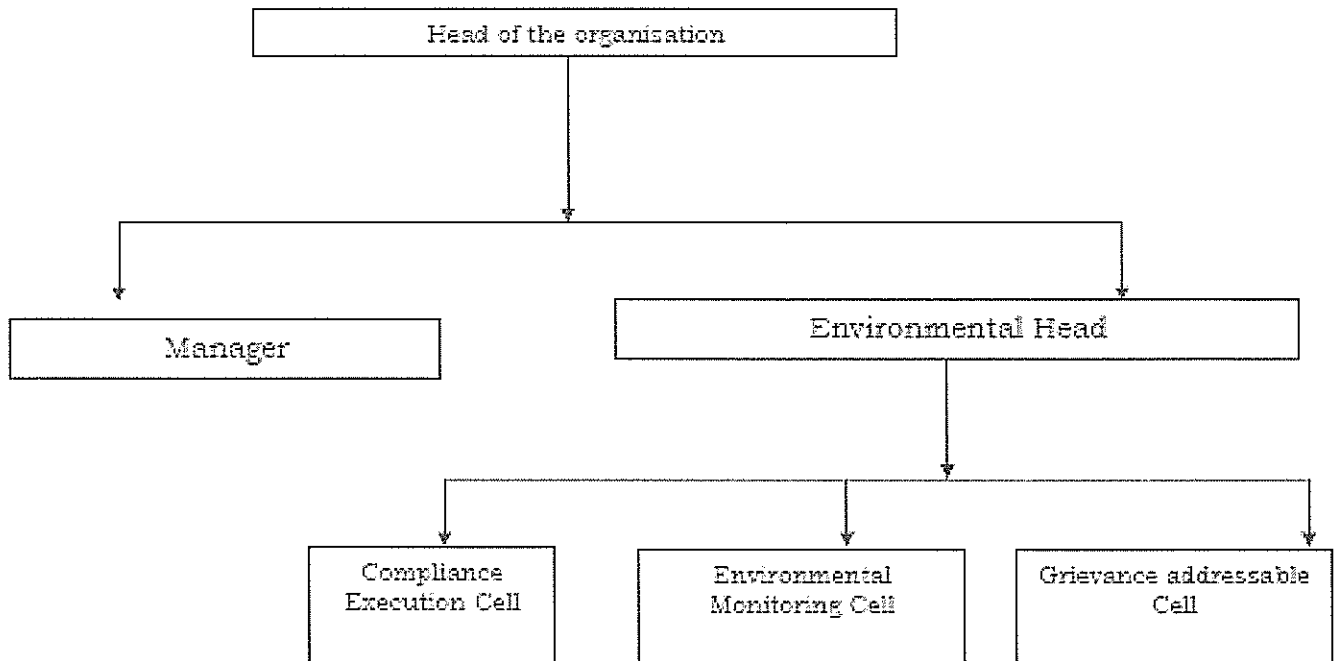 Head of the organisation
Manager
Environmental Head
Compliance
Execution Cell
Environmental
Monitoring Cell
Grievance addressable
Cell